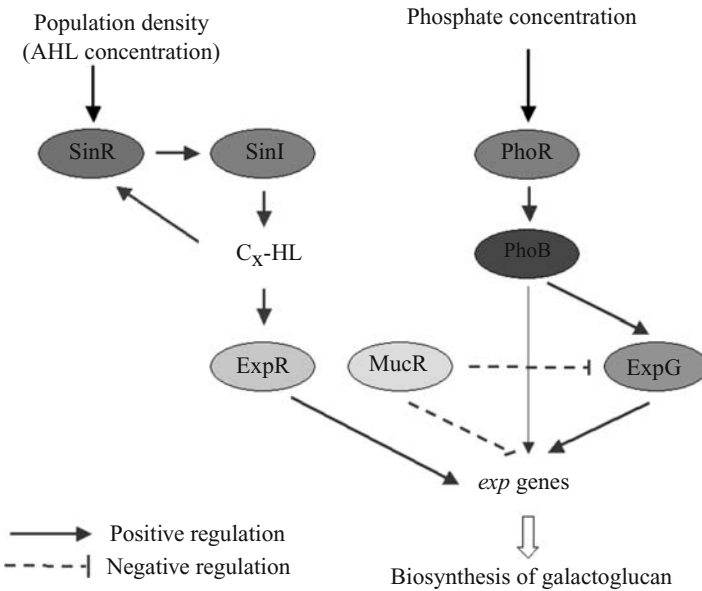 Population density
(AHL concentration)
Phosphate concentration
SinR
SinI
PhoR
Cx-HL
PhoB
ExpR
MucR
ExpG
exp genes
Positive regulation
Negative regulation
Biosynthesis of galactoglucan